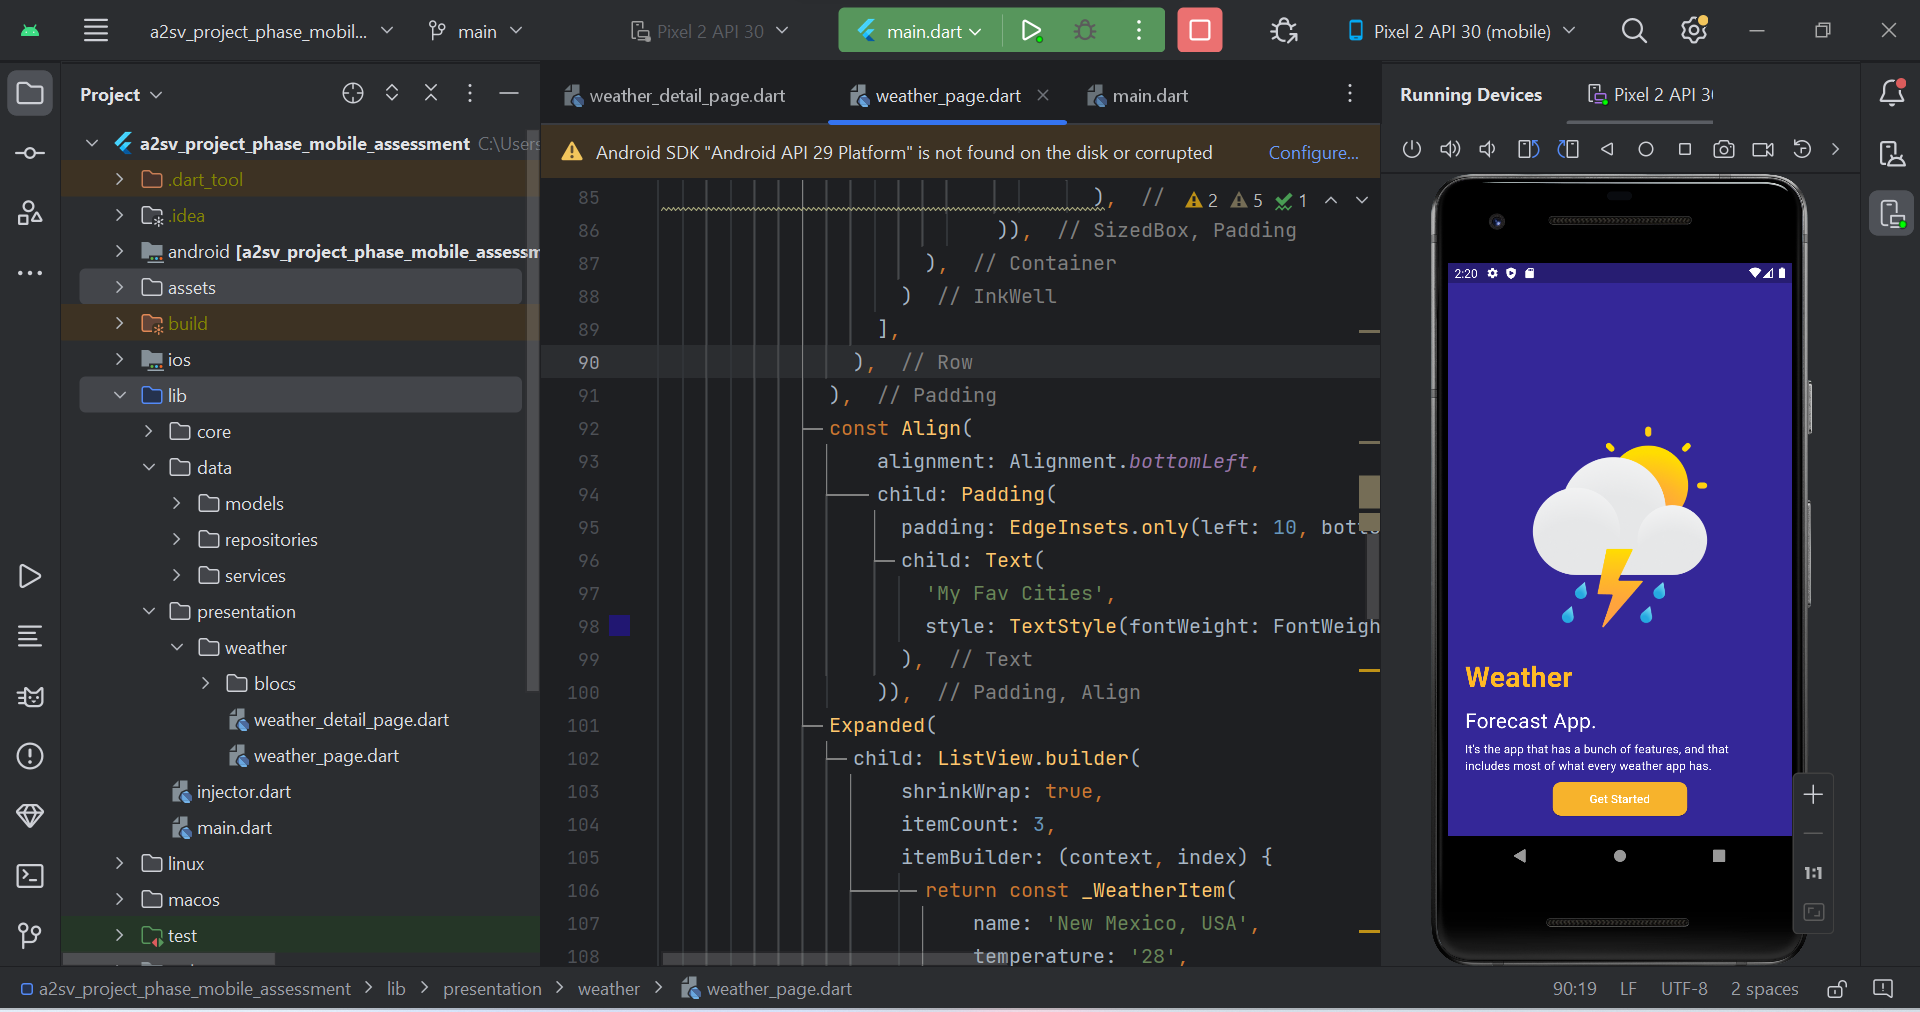 a2sv_project_phase_mobil...
main
Pixel 2 API 30
main.dart
Pixel 2 API 30 (mobile)
Project
a2sv_project_phase_mobile_assessment C:\Users
.dart_tool
.idea
android [a2sv_project_phase_mobile_assessm
assets
build
ios
lib
core
data
models
repositories
services
presentation
weather
blocs
weather_detail_page.dart
weather_page.dart
injector.dart
main.dart
linux
macos
test
weather_detail_page.dart
weather_page.dart
main.dart
Android SDK "Android API 29 Platform" is not found on the disk or corrupted
Configure...
2 5 1
85 ), //
86 )), // SizedBox, Padding
87 ), // Container
88 ) // InkWell
89 ],
90 ), // Row
91 ), // Padding
92 const Align(
93 alignment: Alignment.bottomLeft,
94 child: Padding(
95 padding: EdgeInsets.only(left: 10, botto
96 child: Text(
97 'My Fav Cities',
98 style: TextStyle(fontWeight: FontWeigh
99 ), // Text
100 )), // Padding, Align
101 Expanded(
102 child: ListView.builder(
103 shrinkWrap: true,
104 itemCount: 3,
105 itemBuilder: (context, index) {
106 return const _WeatherItem(
107 name: 'New Mexico, USA',
108 temperature: '28',
Running Devices
Pixel 2 API 30
2:20
Weather
Forecast App.
It's the app that has a bunch of features, and that
includes most of what every weather app has.
Get Started
1:1
a2sv_project_phase_mobile_assessment > lib > presentation > weather > weather_page.dart
90:19 LF UTF-8 2 spaces